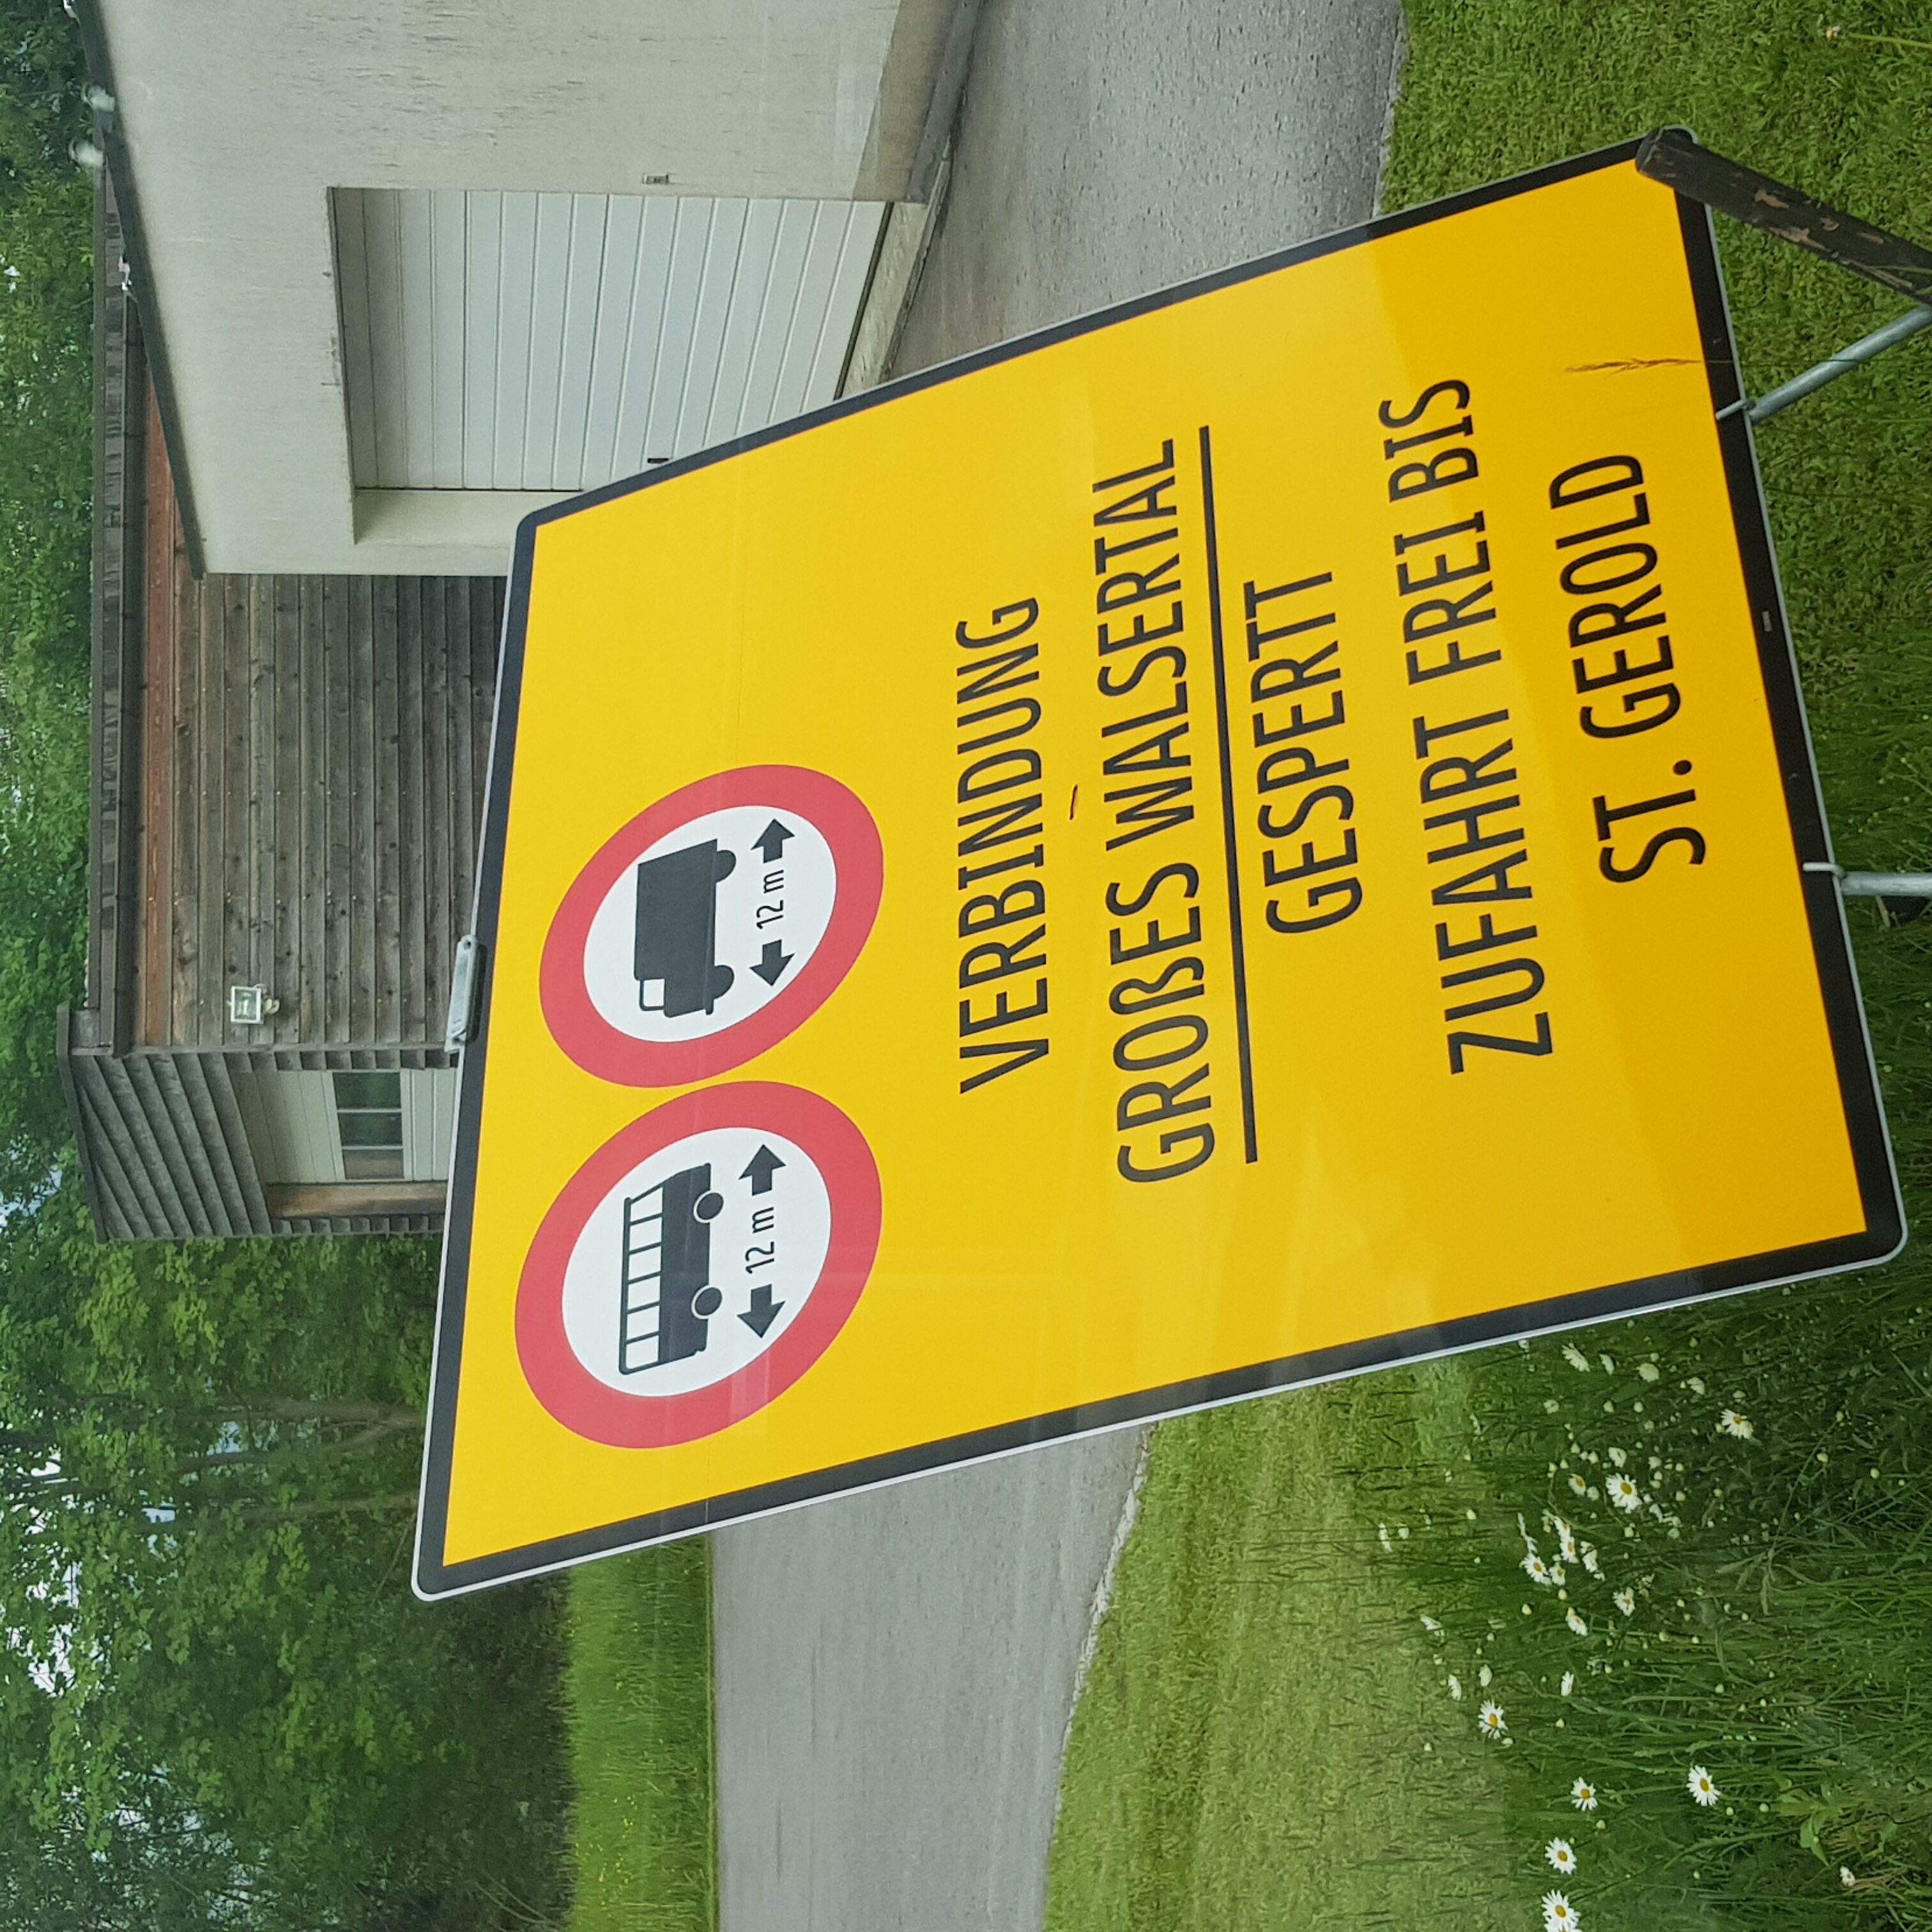 12 m
12 m
VERBINDUNG
GROẞES WALSERTAL
GESPERTT
ZUFAHRT FREI BIS
ST. GEROLD